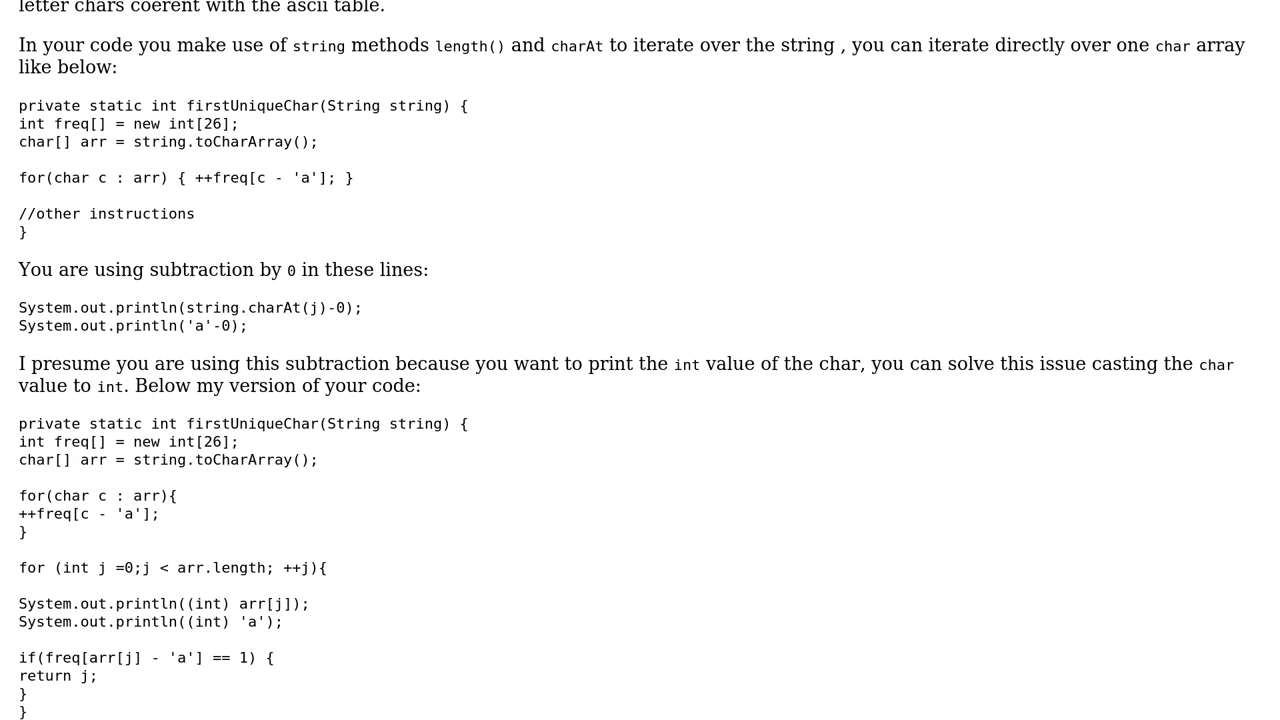 letter chars coerent with the ascii table.
In your code you make use of string methods length() and charAt to iterate over the string , you can iterate directly over one char array
like below:
private static int firstUniqueChar(String string) {
int freq[] = new int[26];
char[] arr = string.toCharArray();
for(char c : arr) { ++freq[c - 'a']; }
//other instructions
}
You are using subtraction by 0 in these lines:
System.out.println(string.charAt(j)-0);
System.out.println('a'-0);
I presume you are using this subtraction because you want to print the int value of the char, you can solve this issue casting the char
value to int. Below my version of your code:
private static int firstUniqueChar(String string) {
int freq[] = new int[26];
char[] arr = string.toCharArray();
for(char c : arr){
++freq[c - 'a'];
}
for (int j =0;j < arr.length; ++j){
System.out.println((int) arr[j]);
System.out.println((int) 'a');
if(freq[arr[j] - 'a'] == 1) {
return j;
}
}